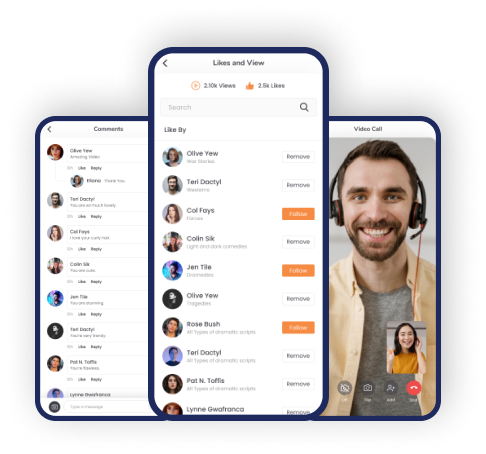 Comments
Olive Yew
Amazing Video
Like Reply
Eliana Thank You.
Teri Dactyl
You are so much lovely
Like Reply
Cal Fays
I love your curly hair.
Like Reply
Colin Sik
You are cute.
Like Reply
Jen Tile
You are stunning
Like Reply
Teri Dactyl
You're very trendy
Like Reply
Pat N. Toffis
You're flawless
Like Reply
Lynne Gwafranca
Type a message
Likes and View
2.10k Views 2.5k Likes
Search
Like By
Olive Yew
War Stories
Remove
Teri Dactyl
Westerns
Remove
Cal Fays
Farces
Follow
Colin Sik
Light and dark comedies
Remove
Jen Tile
Dramedies
Follow
Olive Yew
Tragedies
Remove
Rose Bush
All Types of dramatic scripts
Follow
Teri Dactyl
All Types of dramatic scripts
Remove
Pat N. Toffis
All Types of dramatic scripts
Remove
Lynne Gwafranca
Remove
Video Call
Off Flip Add End